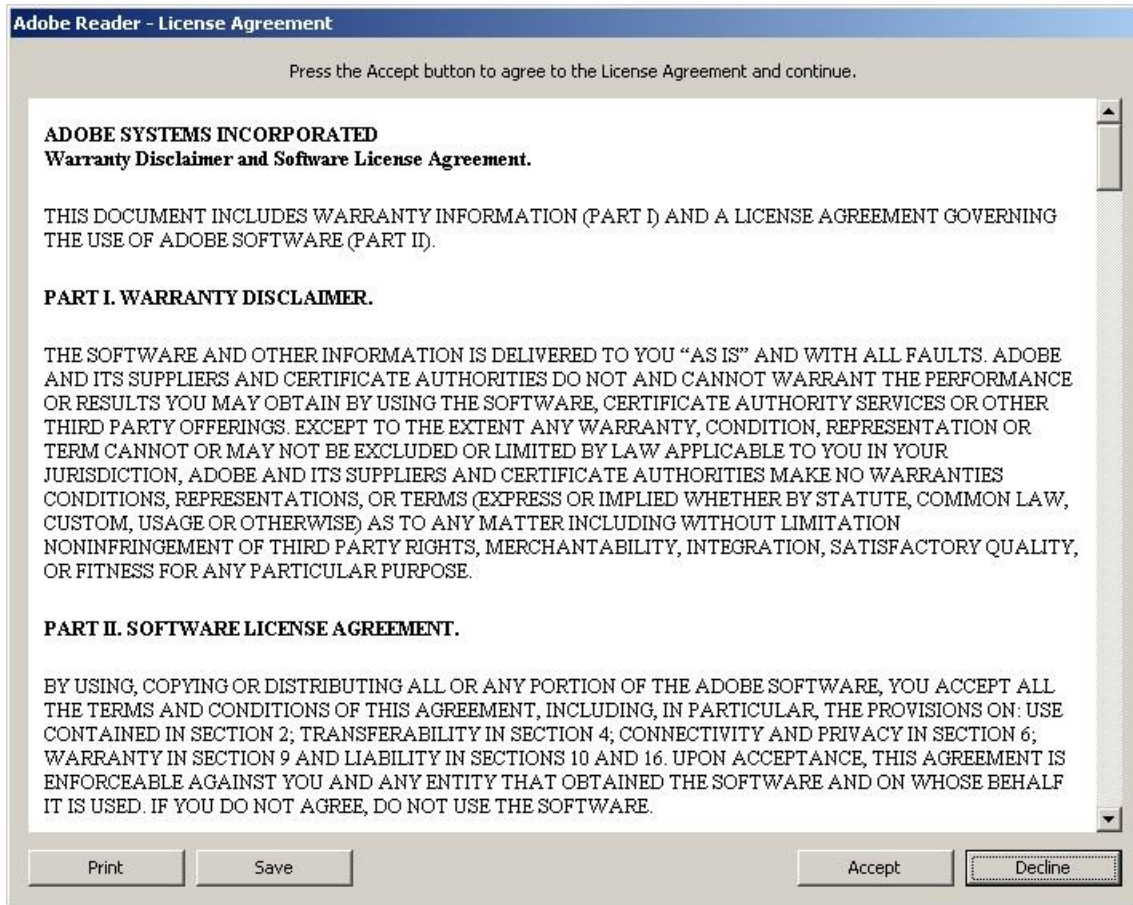 Adobe Reader - License Agreement
Press the Accept button to agree to the License Agreement and continue.
ADOBE SYSTEMS INCORPORATED
Warranty Disclaimer and Software License Agreement.
THIS DOCUMENT INCLUDES WARRANTY INFORMATION (PART I) AND A LICENSE AGREEMENT GOVERNING
THE USE OF ADOBE SOFTWARE (PART II).
PART I. WARRANTY DISCLAIMER.
THE SOFTWARE AND OTHER INFORMATION IS DELIVERED TO YOU “AS IS” AND WITH ALL FAULTS. ADOBE
AND ITS SUPPLIERS AND CERTIFICATE AUTHORITIES DO NOT AND CANNOT WARRANT THE PERFORMANCE
OR RESULTS YOU MAY OBTAIN BY USING THE SOFTWARE, CERTIFICATE AUTHORITY SERVICES OR OTHER
THIRD PARTY OFFERINGS. EXCEPT TO THE EXTENT ANY WARRANTY, CONDITION, REPRESENTATION OR
TERM CANNOT OR MAY NOT BE EXCLUDED OR LIMITED BY LAW APPLICABLE TO YOU IN YOUR
JURISDICTION, ADOBE AND ITS SUPPLIERS AND CERTIFICATE AUTHORITIES MAKE NO WARRANTIES
CONDITIONS, REPRESENTATIONS, OR TERMS (EXPRESS OR IMPLIED WHETHER BY STATUTE, COMMON LAW,
CUSTOM, USAGE OR OTHERWISE) AS TO ANY MATTER INCLUDING WITHOUT LIMITATION
NONINFRINGEMENT OF THIRD PARTY RIGHTS, MERCHANTABILITY, INTEGRATION, SATISFACTORY QUALITY,
OR FITNESS FOR ANY PARTICULAR PURPOSE.
PART II. SOFTWARE LICENSE AGREEMENT.
BY USING, COPYING OR DISTRIBUTING ALL OR ANY PORTION OF THE ADOBE SOFTWARE, YOU ACCEPT ALL
THE TERMS AND CONDITIONS OF THIS AGREEMENT, INCLUDING, IN PARTICULAR, THE PROVISIONS ON: USE
CONTAINED IN SECTION 2; TRANSFERABILITY IN SECTION 4; CONNECTIVITY AND PRIVACY IN SECTION 6;
WARRANTY IN SECTION 9 AND LIABILITY IN SECTIONS 10 AND 16. UPON ACCEPTANCE, THIS AGREEMENT IS
ENFORCEABLE AGAINST YOU AND ANY ENTITY THAT OBTAINED THE SOFTWARE AND ON WHOSE BEHALF
IT IS USED. IF YOU DO NOT AGREE, DO NOT USE THE SOFTWARE.
Print Save Accept Decline